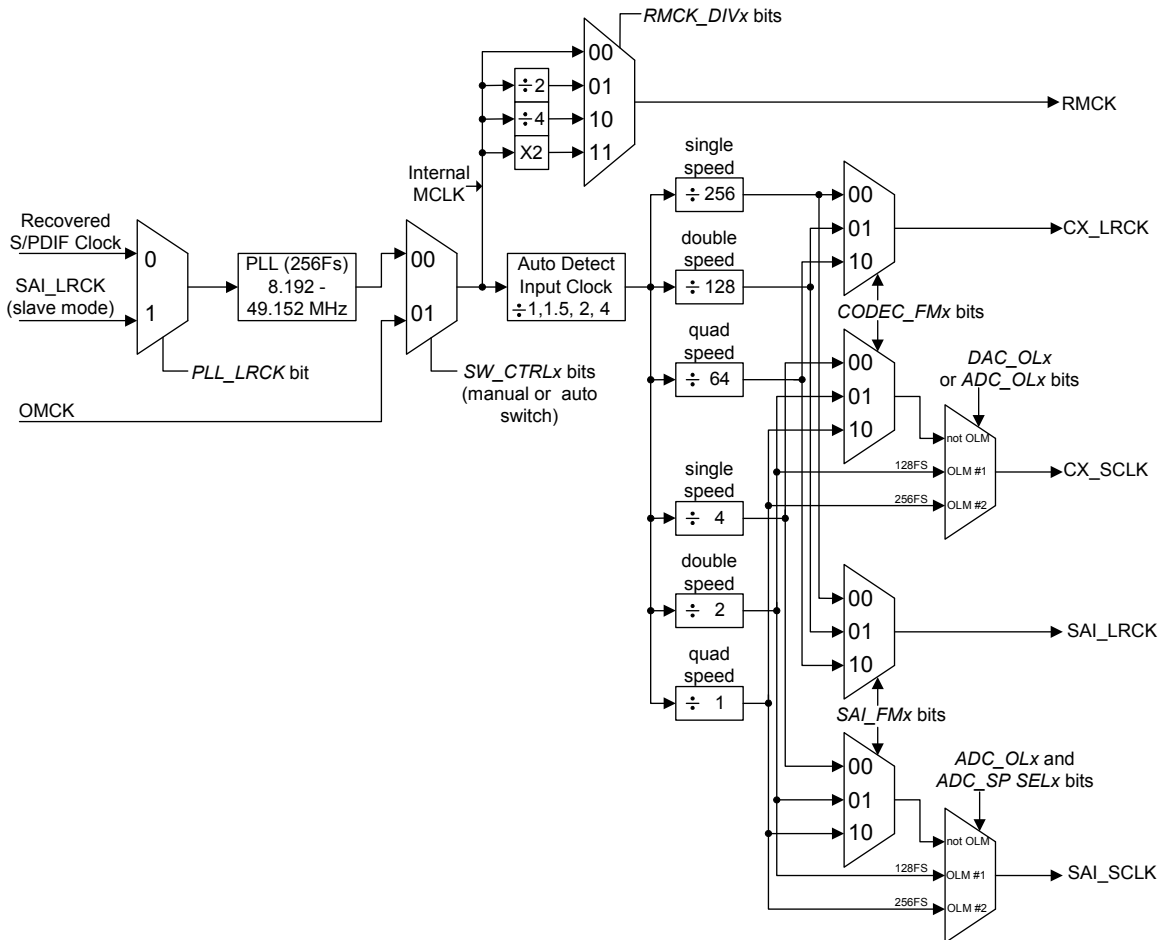 RMCK_DIVx bits
00
÷2
01
÷4
10
X2
11
RMCK
Internal
MCLK
Recovered
S/PDIF Clock
SAI_LRCK
(slave mode)
0
1
PLL_LRCK bit
PLL (256Fs)
8.192 -
49.152 MHz
OMCK
00
01
SW_CTRLx bits
(manual or auto
switch)
Auto Detect
Input Clock
÷1,1.5, 2, 4
single
speed
÷ 256
double
speed
÷ 128
quad
speed
÷ 64
single
speed
÷ 4
double
speed
÷ 2
quad
speed
÷ 1
00
01
10
CX_LRCK
CODEC_FMx bits
00
01
10
DAC_OLx
or ADC_OLx bits
not OLM
128FS
OLM #1
256FS
OLM #2
CX_SCLK
00
01
10
SAI_LRCK
SAI_FMx bits
00
01
10
ADC_OLx and
ADC_SP SELx bits
not OLM
128FS
OLM #1
256FS
OLM #2
SAI_SCLK